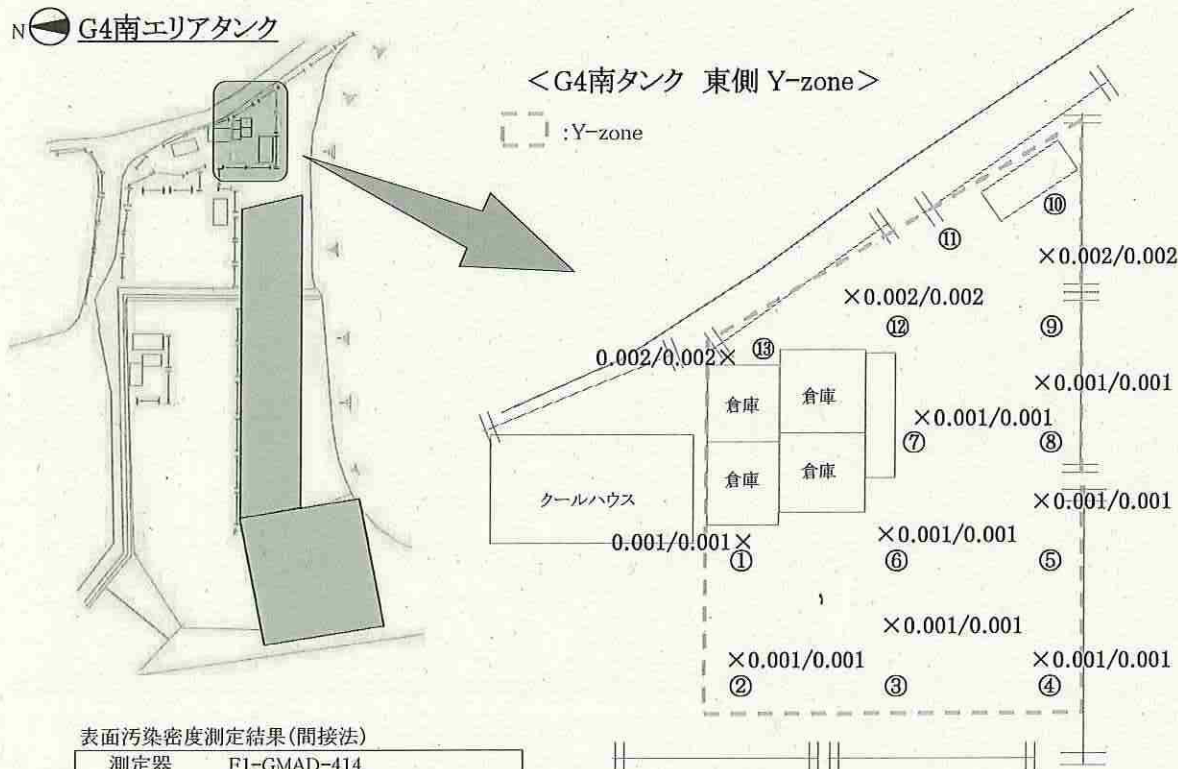 N G4南エリアタンク
<G4南タンク 東側 Y-zone>
:Y-zone
⑩
⑪
×0.002/0.002
×0.002/0.002
⑫
⑨
0.002/0.002×
⑬
×0.001/0.001
倉庫
倉庫
×0.001/0.001
⑦
⑧
倉庫
倉庫
クールハウス
×0.001/0.001
0.001/0.001×
×0.001/0.001
①
⑥
⑤
×0.001/0.001
×0.001/0.001
×0.001/0.001
②
③
④
表面汚染密度測定結果(間接法)
測定器 F1-GMAD-414